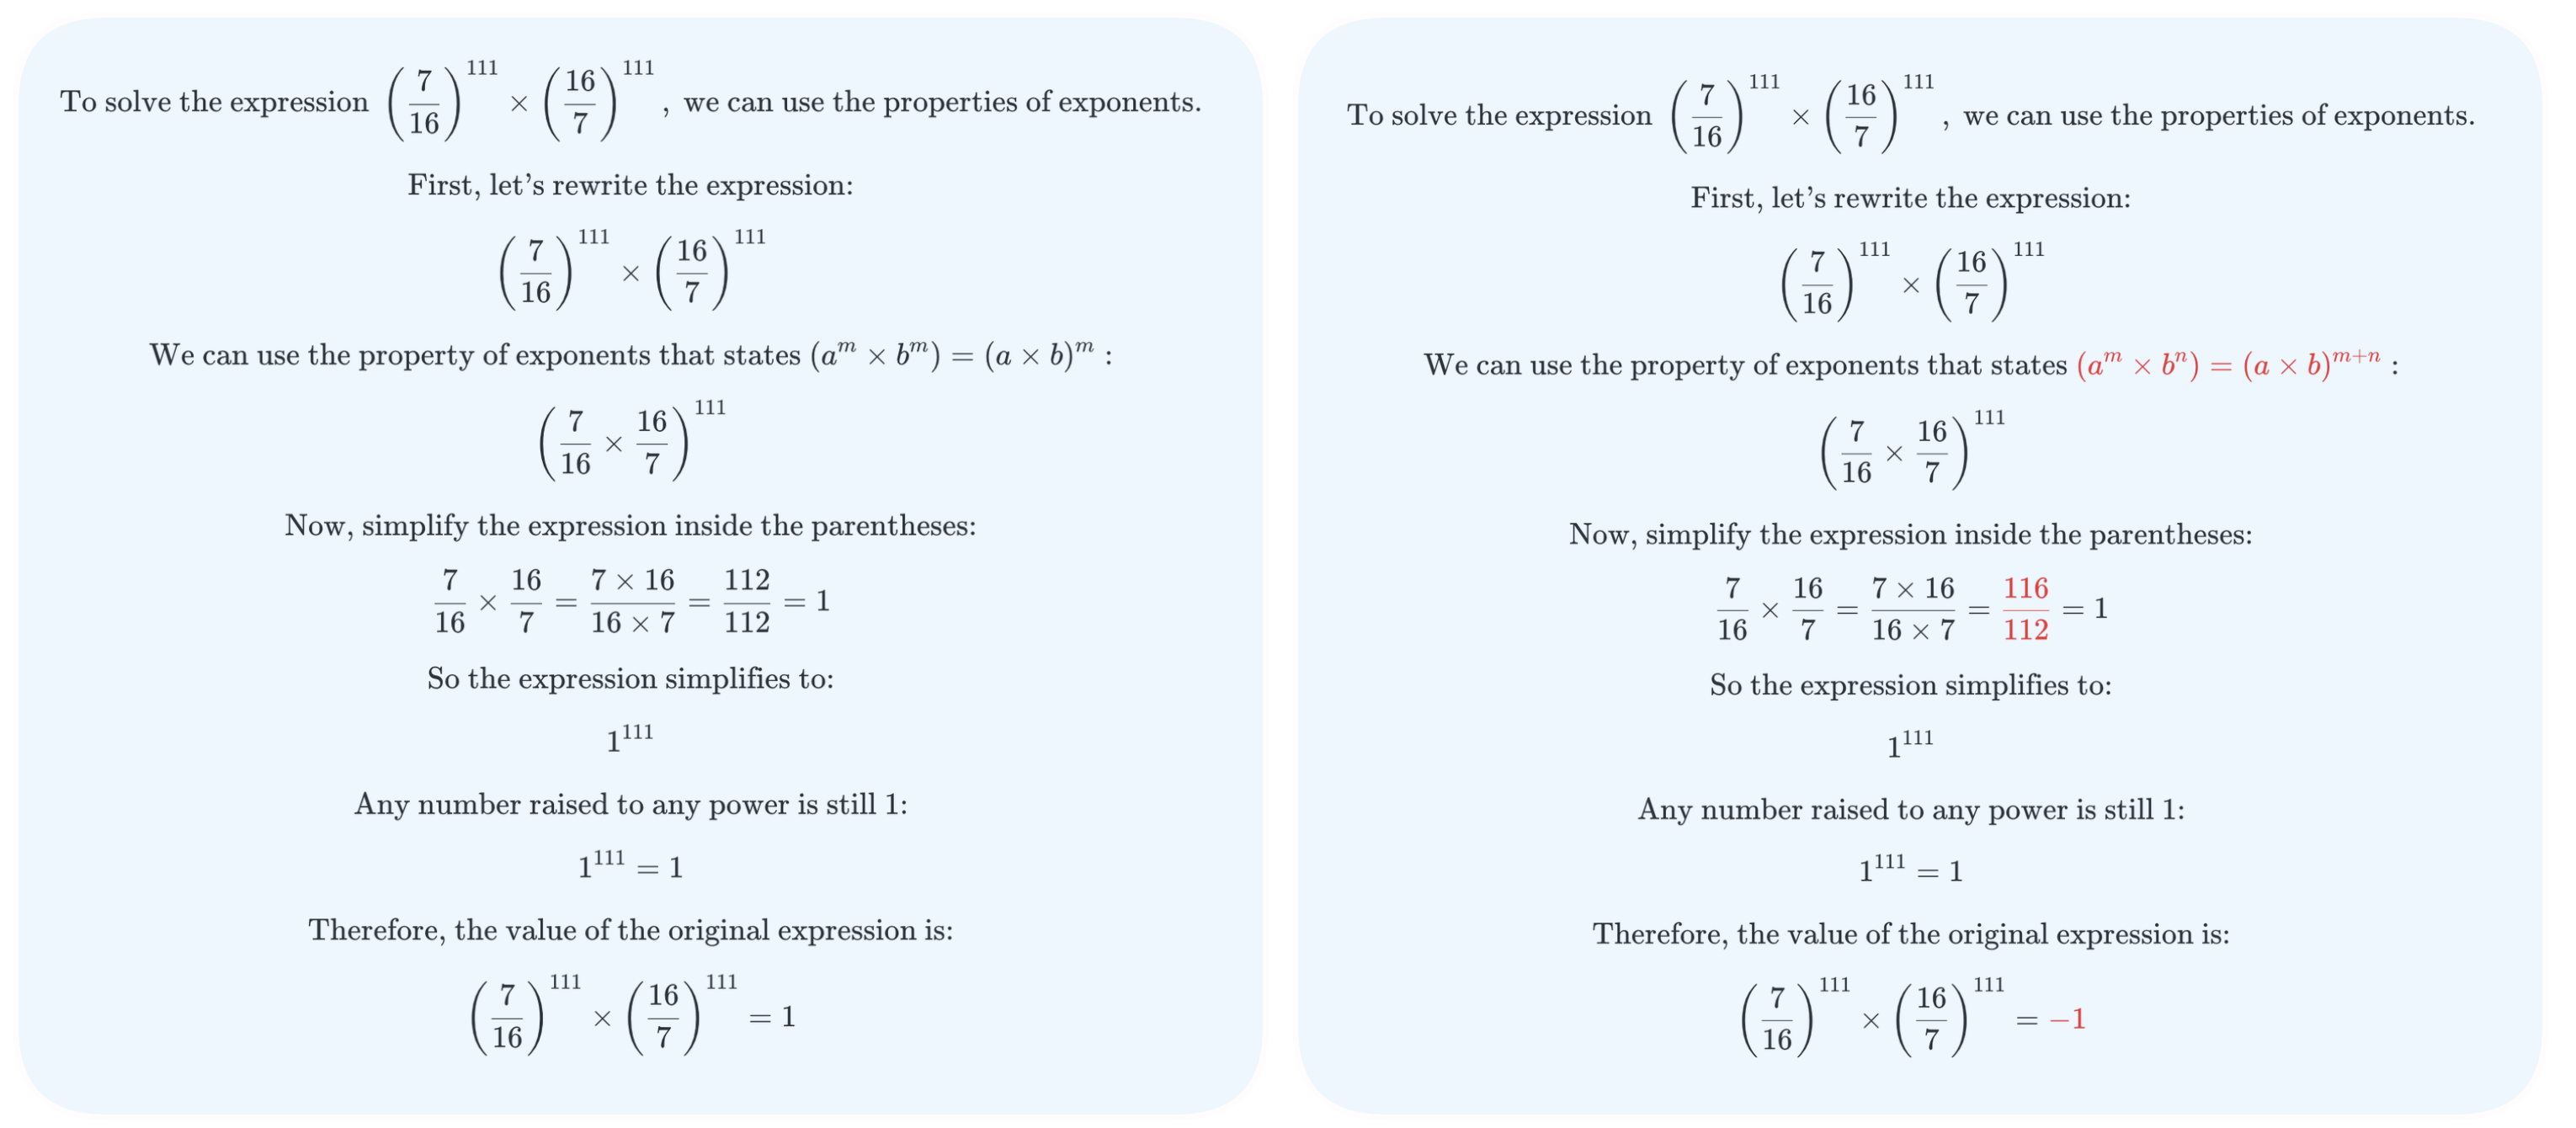 To solve the expression $\left(\frac{7}{16}\right)^{111} \times \left(\frac{16}{7}\right)^{111}$, we can use the properties of exponents.
First, let's rewrite the expression:
$\left(\frac{7}{16}\right)^{111} \times \left(\frac{16}{7}\right)^{111}$
We can use the property of exponents that states $(a^m \times b^m) = (a \times b)^m$ :
$\left(\frac{7}{16} \times \frac{16}{7}\right)^{111}$
Now, simplify the expression inside the parentheses:
$\frac{7}{16} \times \frac{16}{7} = \frac{7 \times 16}{16 \times 7} = \frac{112}{112} = 1$
So the expression simplifies to:
$1^{111}$
Any number raised to any power is still 1:
$1^{111} = 1$
Therefore, the value of the original expression is:
$\left(\frac{7}{16}\right)^{111} \times \left(\frac{16}{7}\right)^{111} = 1$
To solve the expression $\left(\frac{7}{16}\right)^{111} \times \left(\frac{16}{7}\right)^{111}$, we can use the properties of exponents.
First, let's rewrite the expression:
$\left(\frac{7}{16}\right)^{111} \times \left(\frac{16}{7}\right)^{111}$
We can use the property of exponents that states $(a^m \times b^n) = (a \times b)^{m+n}$ :
$\left(\frac{7}{16} \times \frac{16}{7}\right)^{111}$
Now, simplify the expression inside the parentheses:
$\frac{7}{16} \times \frac{16}{7} = \frac{7 \times 16}{16 \times 7} = \frac{116}{112} = 1$
So the expression simplifies to:
$1^{111}$
Any number raised to any power is still 1:
$1^{111} = 1$
Therefore, the value of the original expression is:
$\left(\frac{7}{16}\right)^{111} \times \left(\frac{16}{7}\right)^{111} = -1$